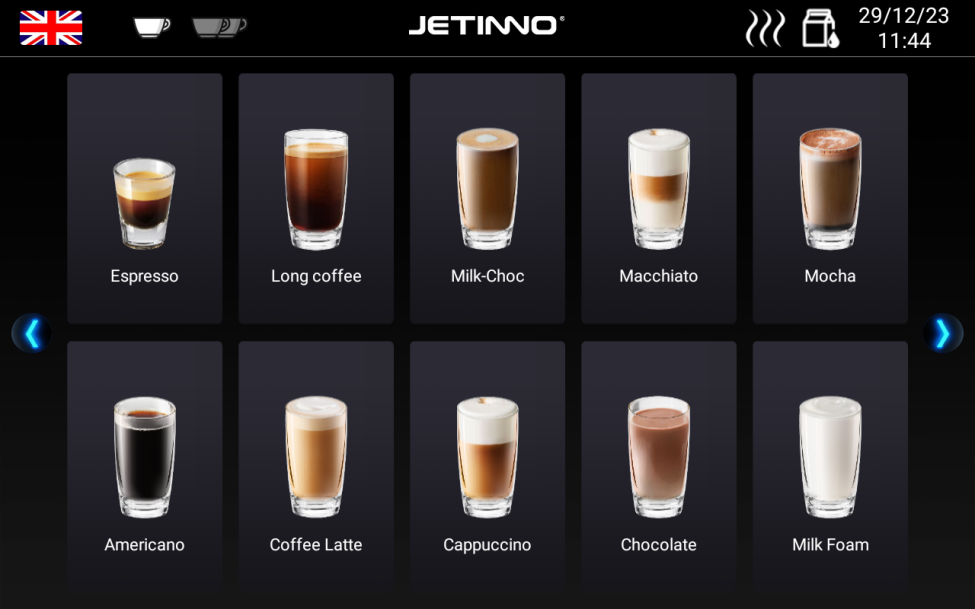 JETINNO®
29/12/23
11:44
Espresso
Long coffee
Milk-Choc
Macchiato
Mocha
Americano
Coffee Latte
Cappuccino
Chocolate
Milk Foam